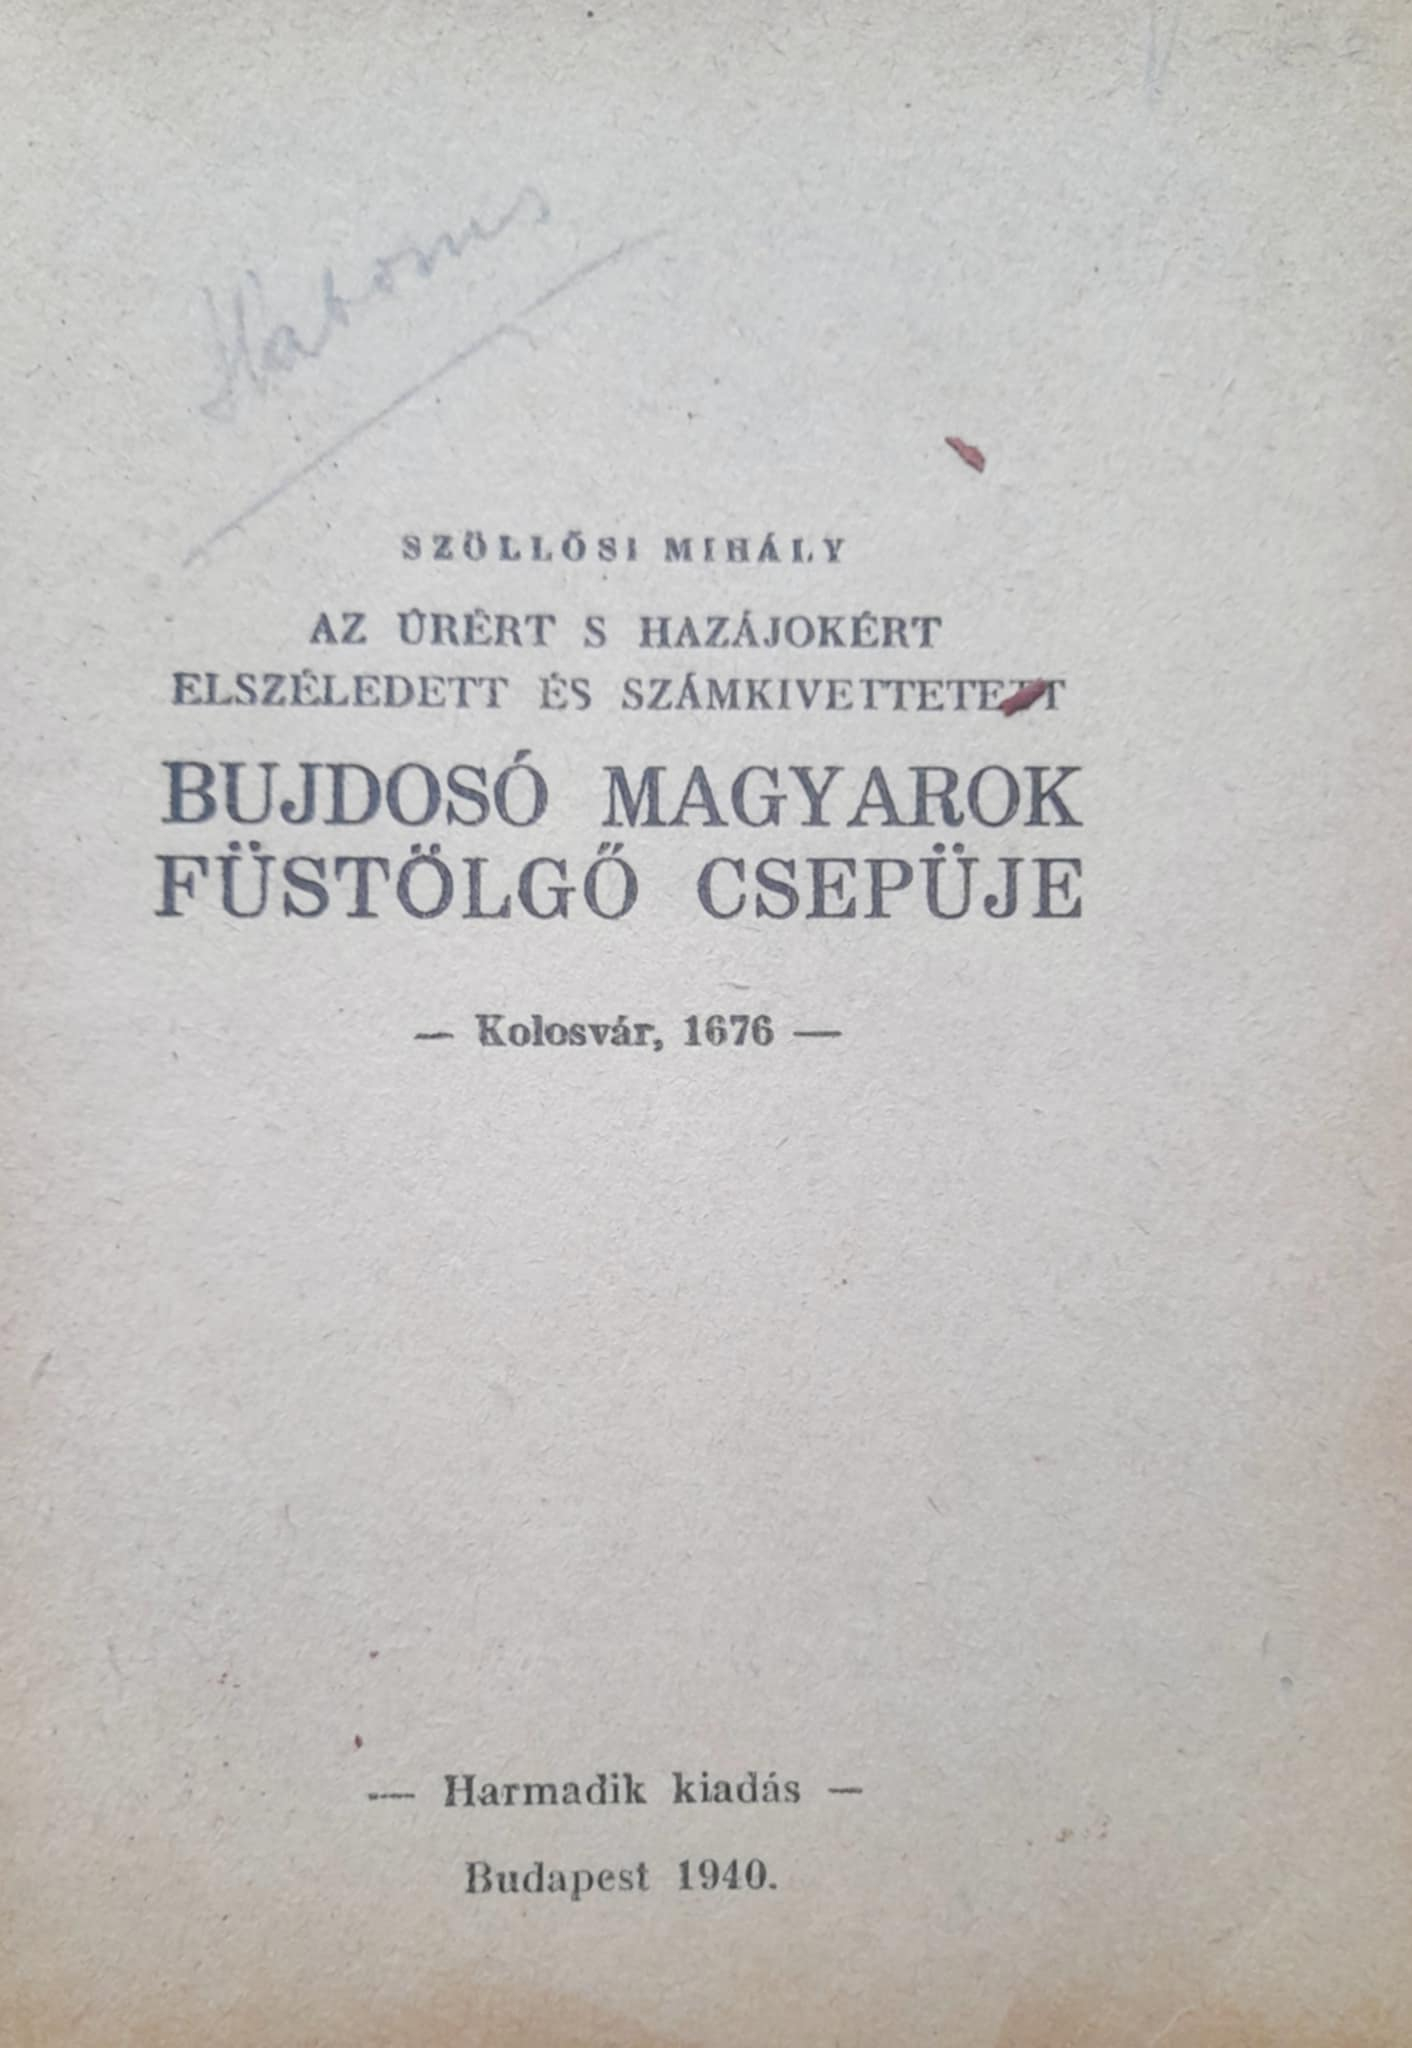 SZÖLLŐSI MIHÁLY
AZ ÚRÉRT S HAZÁJOKÉRT
ELSZÉLEDETT ÉS SZÁMKIVETTETETT
BUJDOSÓ MAGYAROK
FÜSTÖLGŐ CSEPÜJE
— Kolosvár, 1676 —
— Harmadik kiadás —
Budapest 1940.